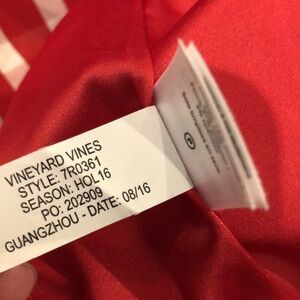 VINEYARD VINES
STYLE: 7R0361
SEASON: HOL16
PO: 202909
GUANGZHOU - DATE: 08/16